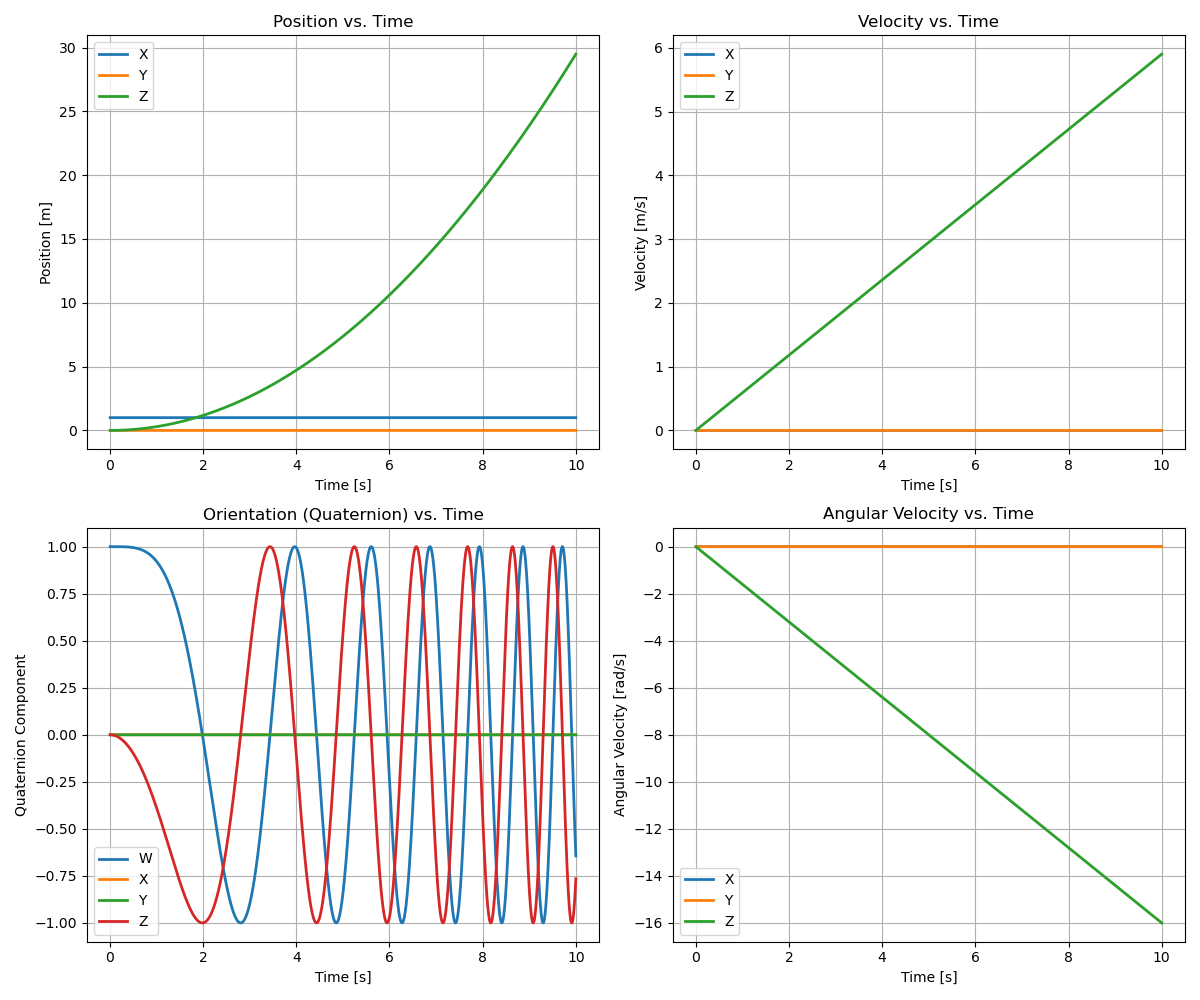 Position vs. Time
30
25
20
15
10
5
0
Position [m]
X
Y
Z
0 2 4 6 8 10
Time [s]
Velocity vs. Time
6
5
4
3
2
1
0
Velocity [m/s]
X
Y
Z
0 2 4 6 8 10
Time [s]
Orientation (Quaternion) vs. Time
1.00
0.75
0.50
0.25
0.00
−0.25
−0.50
−0.75
−1.00
Quaternion Component
W
X
Y
Z
0 2 4 6 8 10
Time [s]
Angular Velocity vs. Time
0
−2
−4
−6
−8
−10
−12
−14
−16
Angular Velocity [rad/s]
X
Y
Z
0 2 4 6 8 10
Time [s]